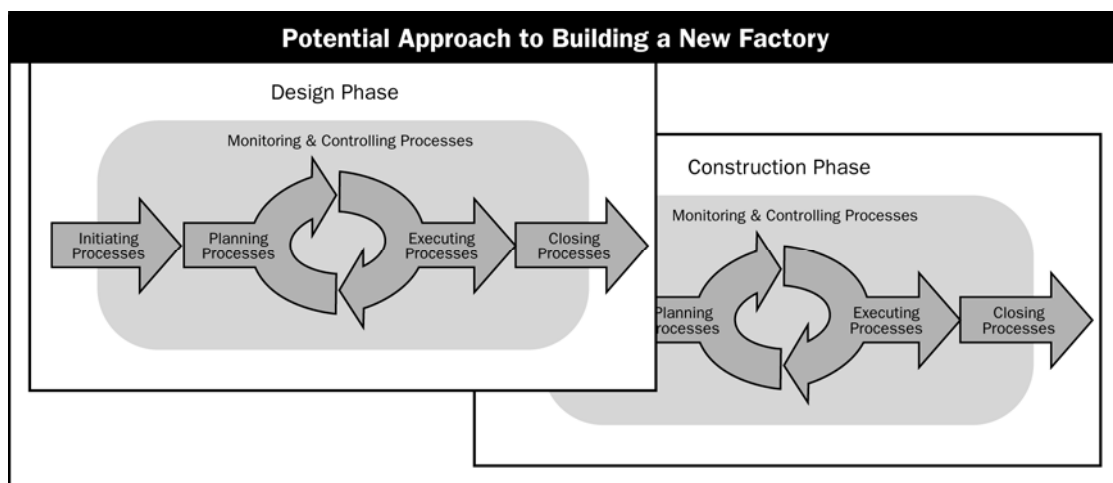 Potential Approach to Building a New Factory
Design Phase
Monitoring & Controlling Processes
Initiating
Processes
Planning
Processes
Executing
Processes
Closing
Processes
Construction Phase
Monitoring & Controlling Processes
Planning
Processes
Executing
Processes
Closing
Processes